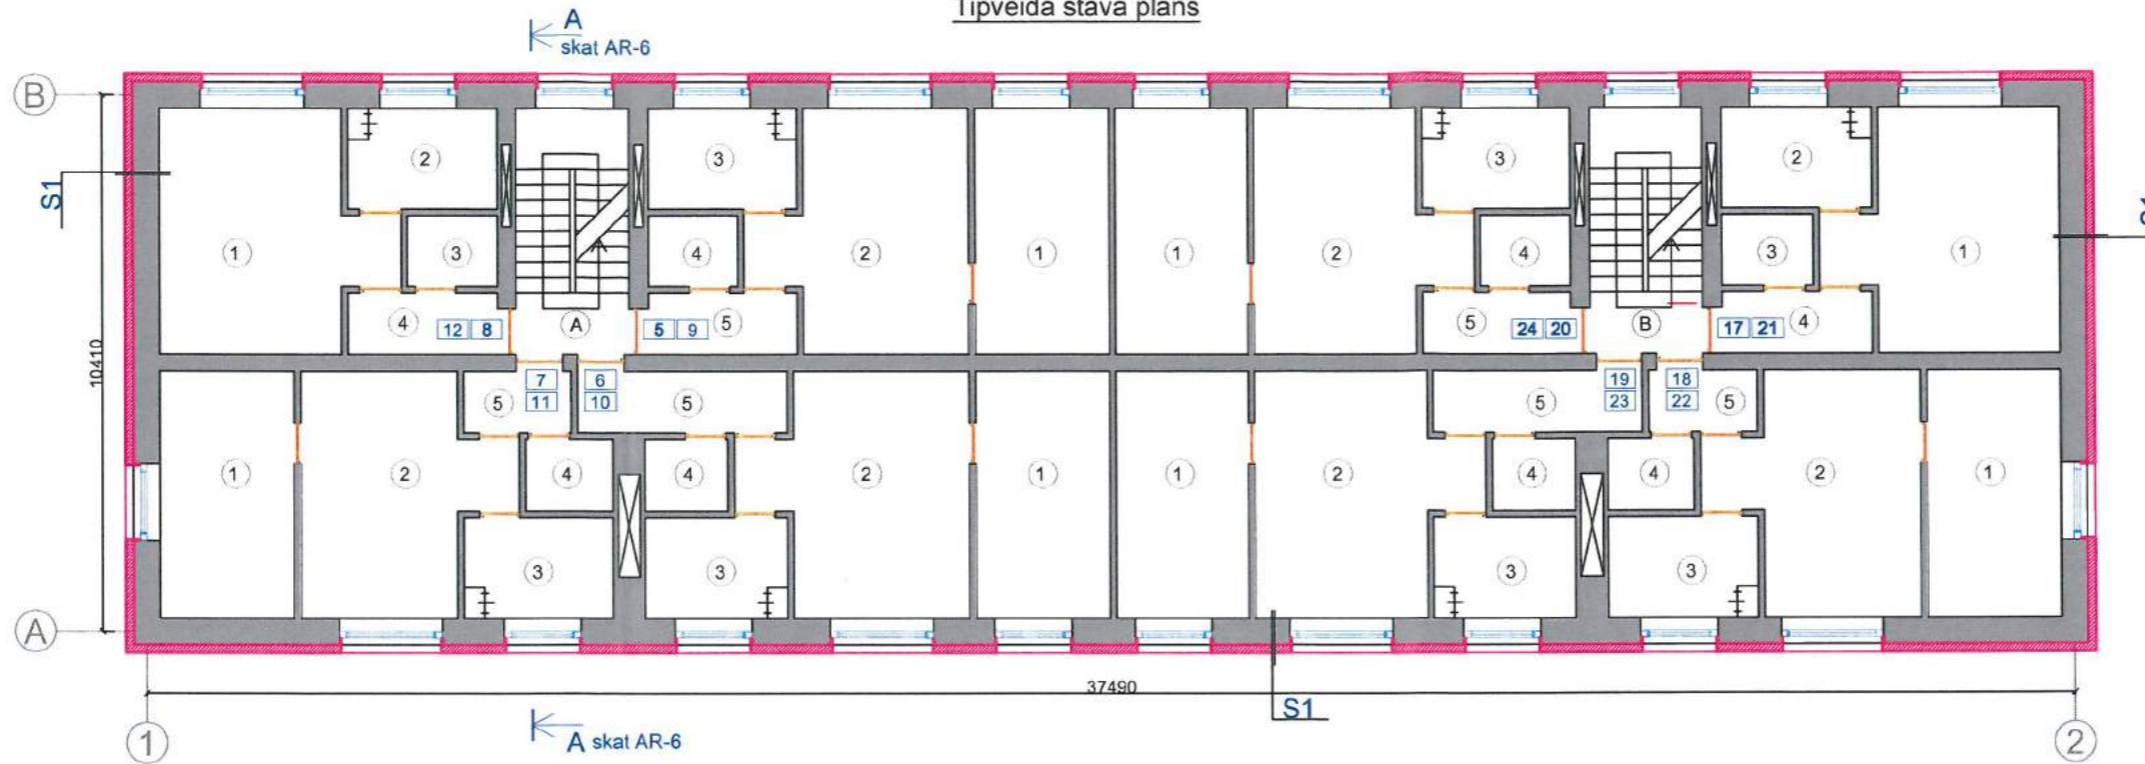 Tipveida stāva plāns
A
skat AR-6
B
2 3 3 2
S1
1 3 4 2 1 1 2 4 3 1
4 12 8 A 5 9 5 5 24 20 B 17 21 4
10410
7 6 19 18
11 10 23 22
5 5 5 5
1 2 4 4 2 1 1 2 4 4 2 1
3 3 3 3
A
37490
S1
A skat AR-6
1 2